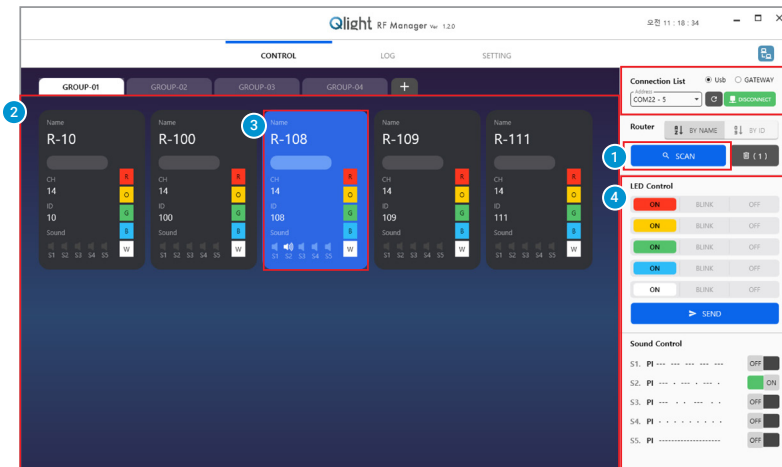 Qlight RF Manager Ver 1.2.0
오전 11 : 18 : 34
CONTROL LOG SETTING
GROUP-01 GROUP-02 GROUP-03 GROUP-04 +
Connection List Usb GATEWAY
Address
COM22 - 5 DISCONNECT
Router BY NAME BY ID
1 SCAN ( 1 )
2
3
4
Name
R-10
R
CH
14
O
ID
10
G
Sound
B
W
S1 S2 S3 S4 S5
Name
R-100
R
CH
14
O
ID
100
G
Sound
B
W
S1 S2 S3 S4 S5
Name
R-108
R
CH
14
O
ID
108
G
Sound
B
W
S1 S2 S3 S4 S5
Name
R-109
R
CH
14
O
ID
109
G
Sound
B
W
S1 S2 S3 S4 S5
Name
R-111
R
CH
14
O
ID
111
G
Sound
B
W
S1 S2 S3 S4 S5
LED Control
ON BLINK OFF
ON BLINK OFF
ON BLINK OFF
ON BLINK OFF
ON BLINK OFF
SEND
Sound Control
S1. PI --- --- --- --- --- OFF
S2. PI --- . --- . --- . ON
S3. PI --- . . --- . . OFF
S4. PI . . . . . . . . . OFF
S5. PI ------------------- OFF